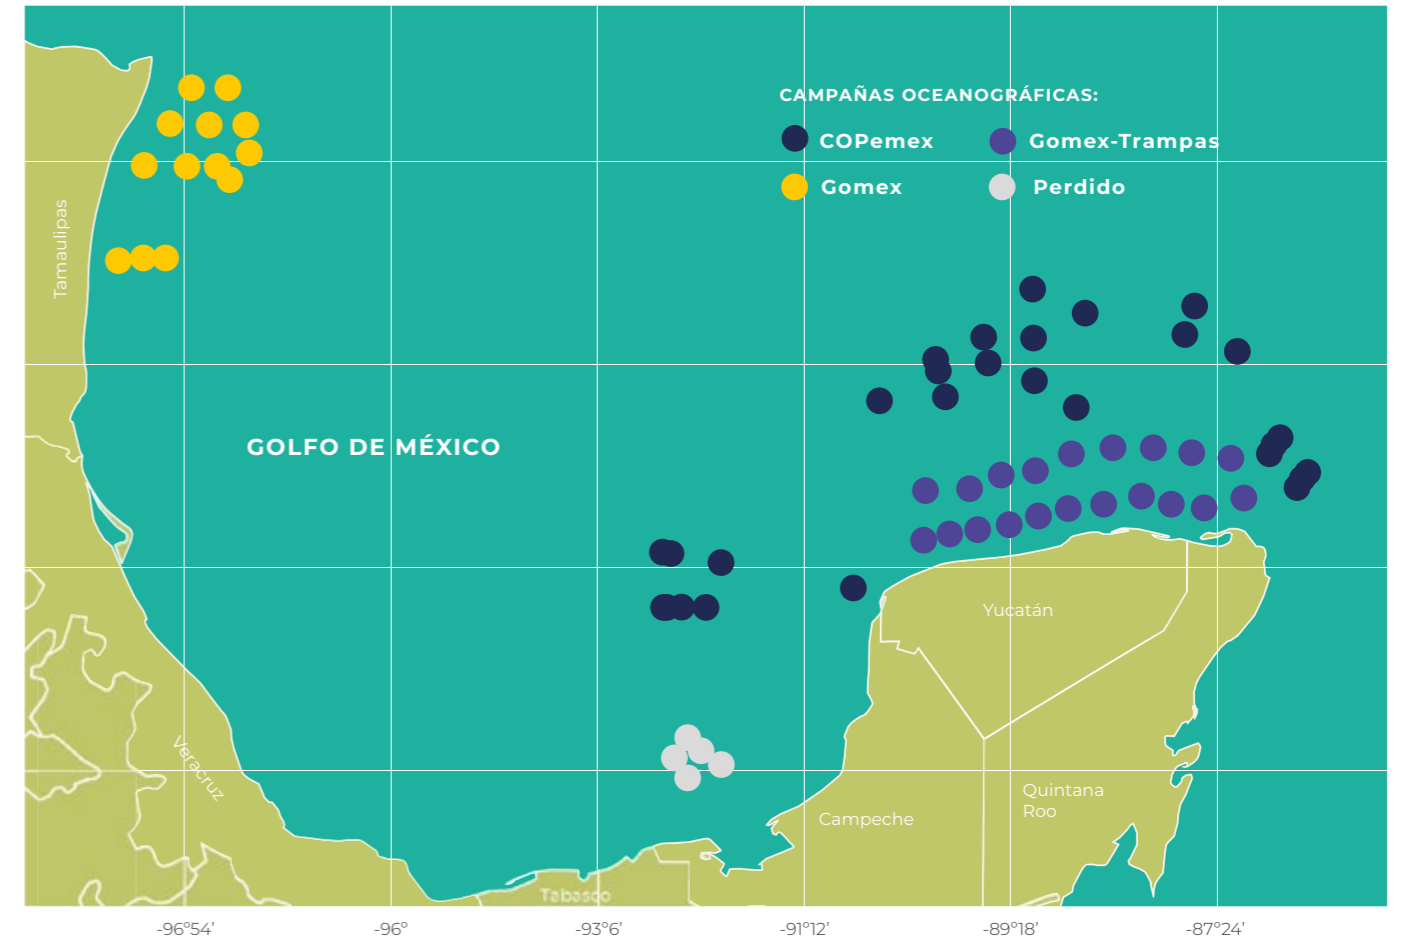 CAMPAÑAS OCEANOGRÁFICAS:
COPemex
Gomex-Trampas
Gomex
Perdido
Tamaulipas
GOLFO DE MÉXICO
Yucatán
Veracruz
Quintana
Roo
Campeche
Tabasco
-96°54’
-96°
-93°6’
-91°12’
-89°18’
-87°24’